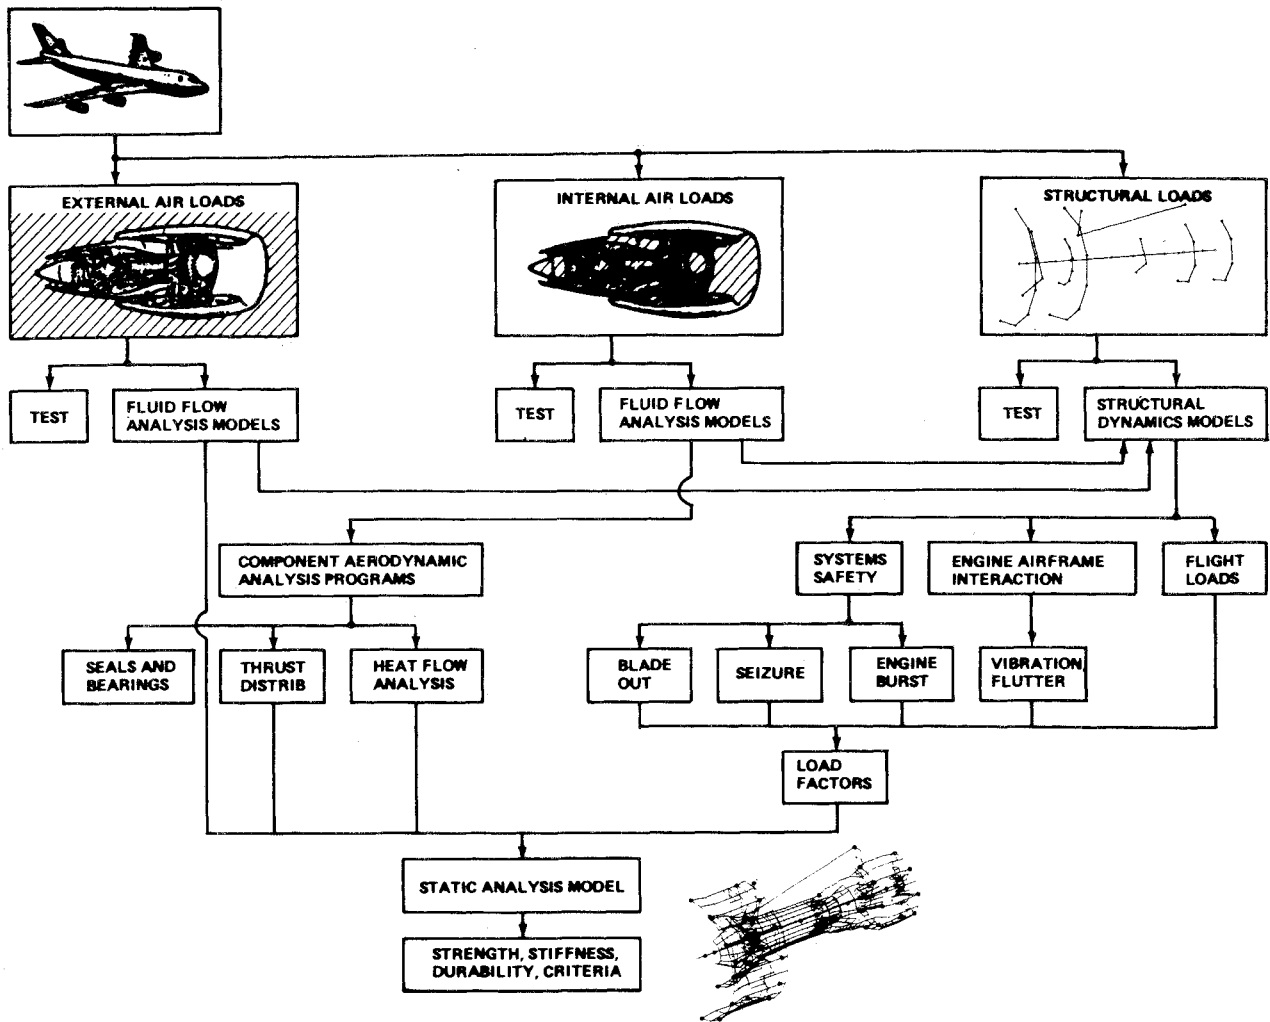 EXTERNAL AIR LOADS
INTERNAL AIR LOADS
STRUCTURAL LOADS
TEST
FLUID FLOW
ANALYSIS MODELS
TEST
FLUID FLOW
ANALYSIS MODELS
TEST
STRUCTURAL
DYNAMICS MODELS
COMPONENT AERODYNAMIC
ANALYSIS PROGRAMS
SYSTEMS
SAFETY
ENGINE AIRFRAME
INTERACTION
FLIGHT
LOADS
SEALS AND
BEARINGS
THRUST
DISTRIB
HEAT FLOW
ANALYSIS
BLADE
OUT
SEIZURE
ENGINE
BURST
VIBRATION
FLUTTER
LOAD
FACTORS
STATIC ANALYSIS MODEL
STRENGTH, STIFFNESS,
DURABILITY, CRITERIA